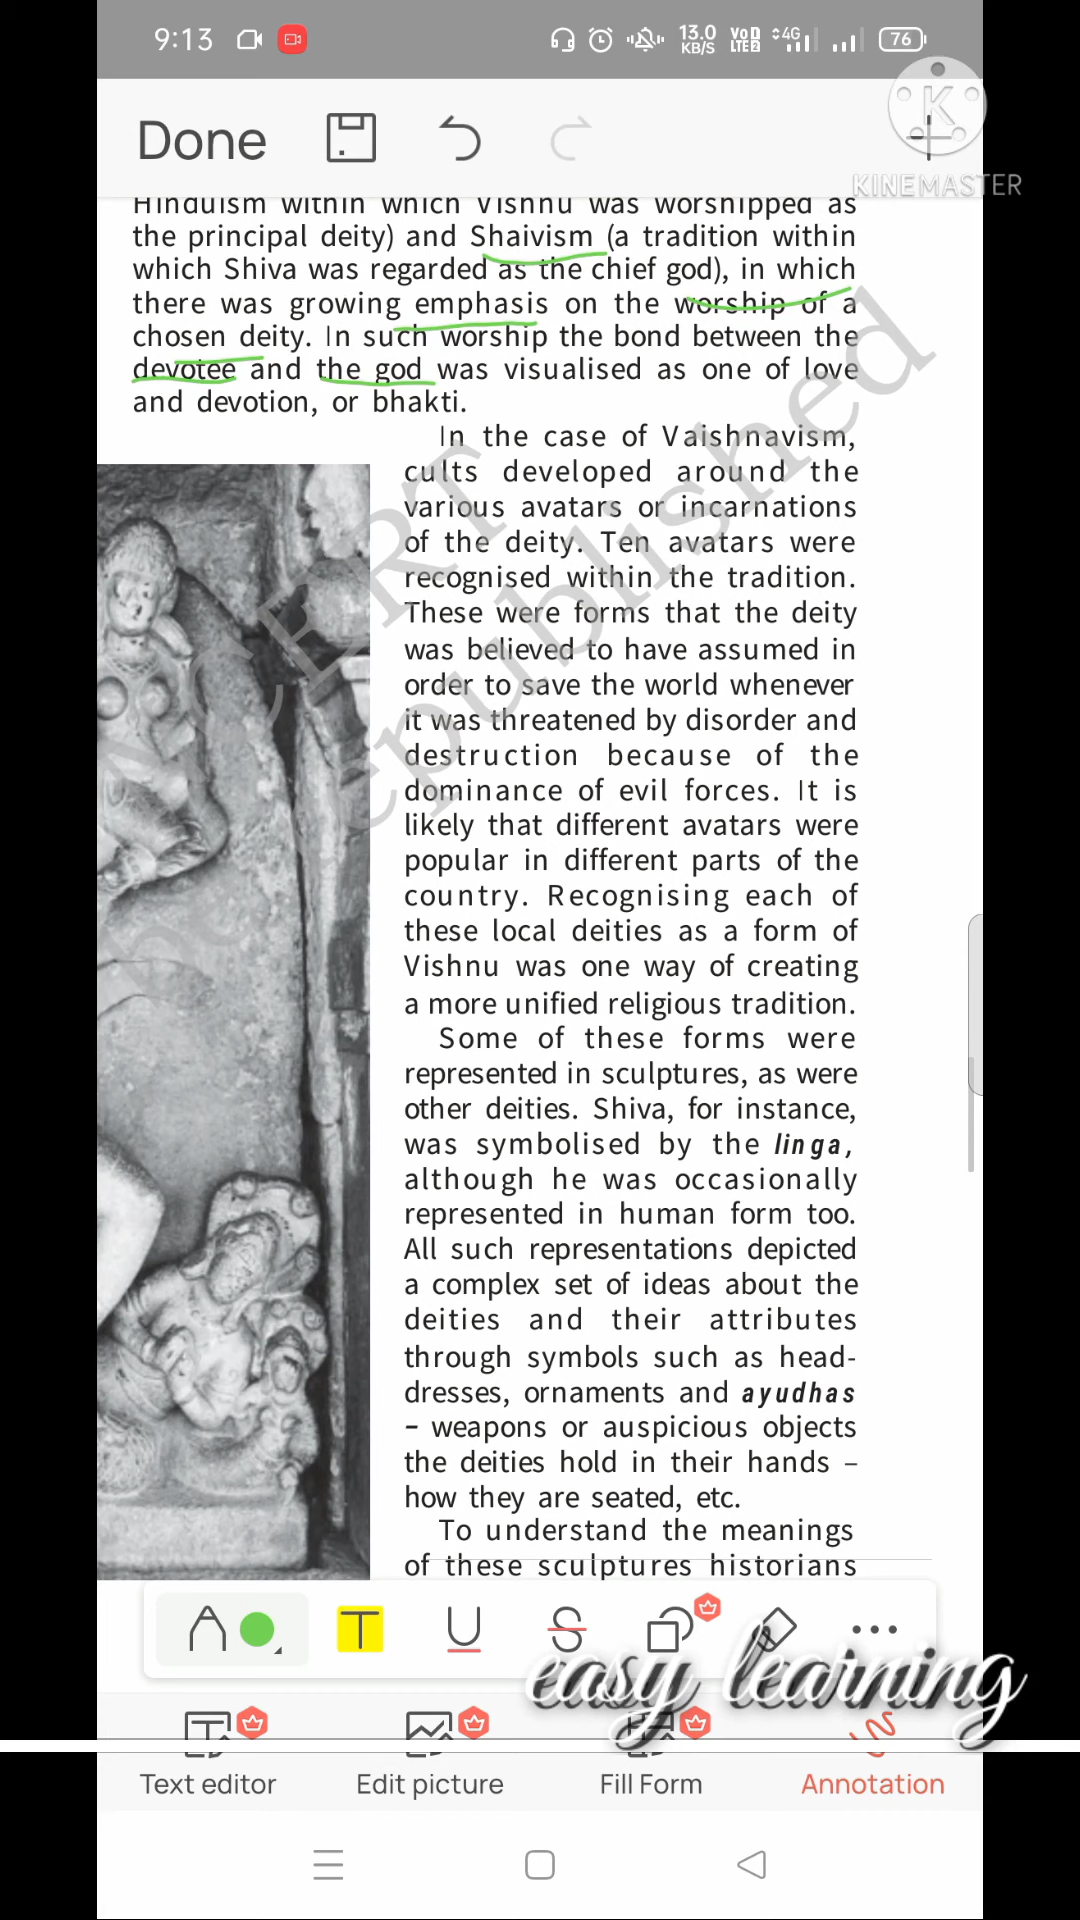 9:13
13.0
KB/S
VoD
LTE2
4G
76
Done
K
KINEMASTER
Hinduism within which Vishnu was worshipped as
the principal deity) and Shaivism (a tradition within
which Shiva was regarded as the chief god), in which
there was growing emphasis on the worship of a
chosen deity. In such worship the bond between the
devotee and the god was visualised as one of love
and devotion, or bhakti.
In the case of Vaishnavism,
cults developed around the
various avatars or incarnations
of the deity. Ten avatars were
recognised within the tradition.
These were forms that the deity
was believed to have assumed in
order to save the world whenever
it was threatened by disorder and
destruction because of the
dominance of evil forces. It is
likely that different avatars were
popular in different parts of the
country. Recognising each of
these local deities as a form of
Vishnu was one way of creating
a more unified religious tradition.
Some of these forms were
represented in sculptures, as were
other deities. Shiva, for instance,
was symbolised by the linga,
although he was occasionally
represented in human form too.
All such representations depicted
a complex set of ideas about the
deities and their attributes
through symbols such as head-
dresses, ornaments and ayudhas
– weapons or auspicious objects
the deities hold in their hands –
how they are seated, etc.
To understand the meanings
of these sculptures historians
easy learning
Text editor
Edit picture
Fill Form
Annotation